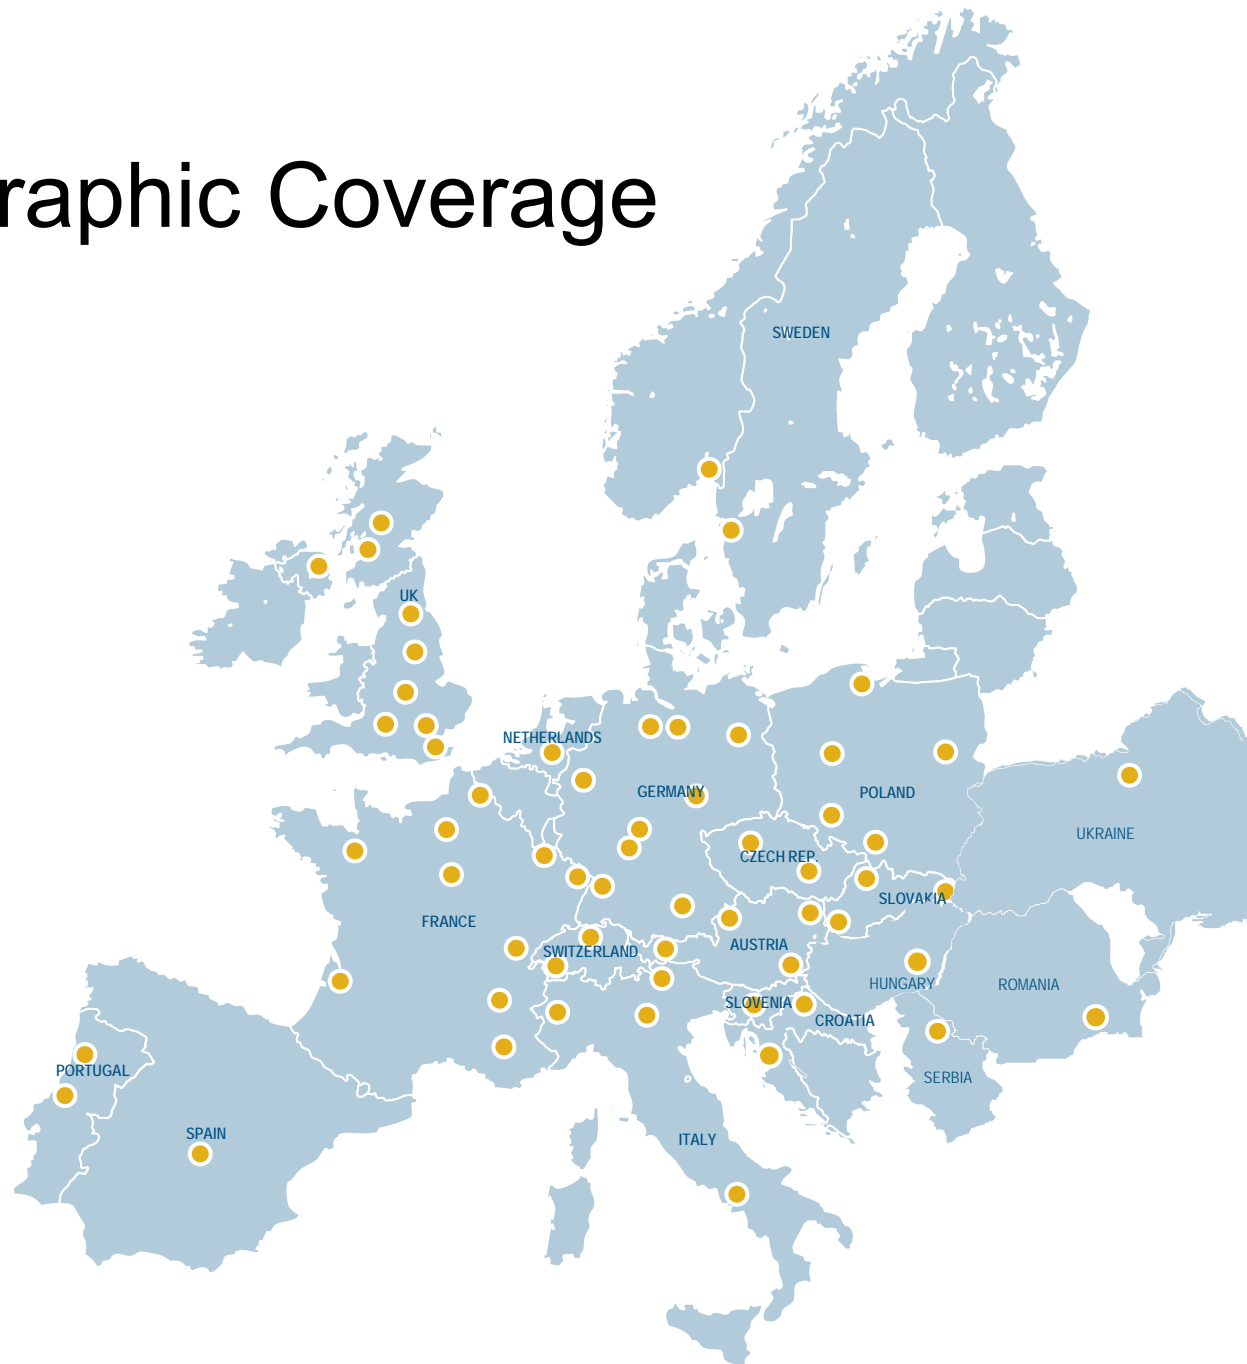 raphic Coverage
SWEDEN
UK
NETHERLANDS
GERMANY
POLAND
UKRAINE
CZECH REP.
SLOVAKIA
FRANCE
SWITZERLAND
AUSTRIA
HUNGARY
ROMANIA
SLOVENIA
CROATIA
PORTUGAL
SERBIA
SPAIN
ITALY